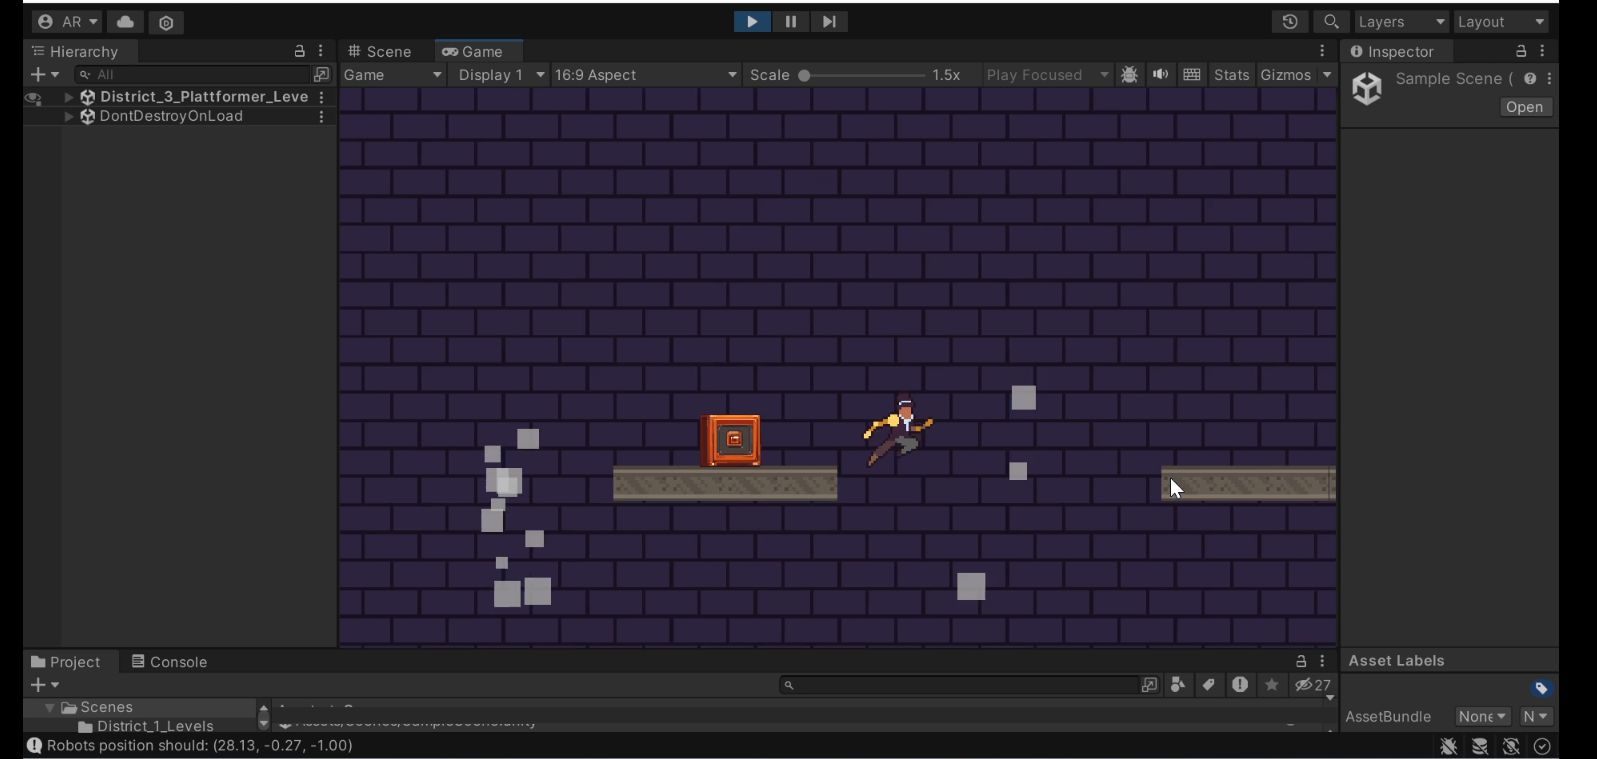 AR
Layers
Layout
Hierarchy
Scene
Game
Inspector
All
Game
Display 1
16:9 Aspect
Scale
1.5x
Play Focused
Stats
Gizmos
Sample Scene (
Open
District_3_Plattformer_Leve
DontDestroyOnLoad
Project
Console
Asset Labels
27
Scenes
District_1_Levels
AssetBundle
None
N
Robots position should: (28.13, -0.27, -1.00)